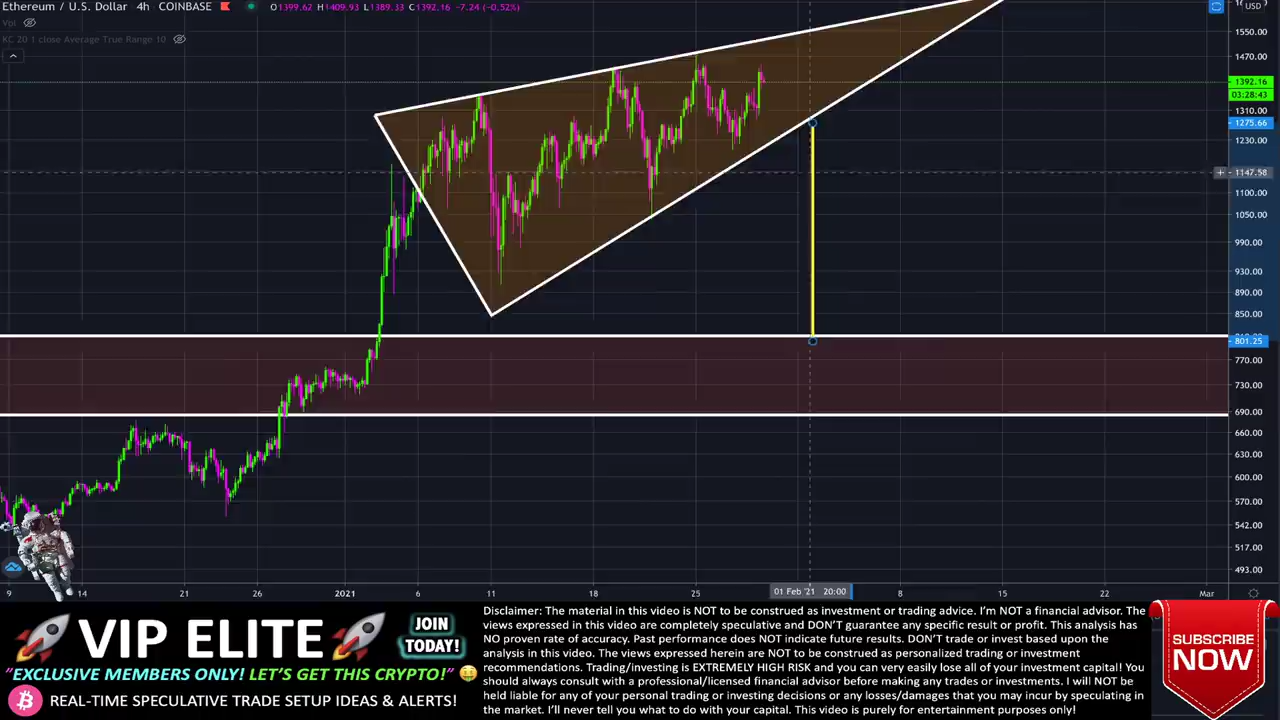 Ethereum / U.S. Dollar 4h COINBASE O1399.62 H1409.93 L1389.33 C1392.16 -7.24 (-0.52%) USD
Vol
KC 20 1 close Average True Range 10
1550.00
1470.00
1392.16
03:28:43
1310.00
1275.66
1230.00
1147.58
1100.00
1050.00
990.00
930.00
890.00
850.00
801.25
770.00
730.00
690.00
660.00
630.00
600.00
570.00
542.00
517.00
493.00
9 14 21 26 2021 6 11 18 25 01 Feb '21 20:00 8 15 22 Mar
VIP ELITE
JOIN
TODAY!
"EXCLUSIVE MEMBERS ONLY! LET'S GET THIS CRYPTO!"
REAL-TIME SPECULATIVE TRADE SETUP IDEAS & ALERTS!
Disclaimer: The material in this video is NOT to be construed as investment or trading advice. I'm NOT a financial advisor. The
views expressed in this video are completely speculative and DON'T guarantee any specific result or profit. This analysis has
NO proven rate of accuracy. Past performance does NOT indicate future results. DON'T trade or invest based upon the
analysis in this video. The views expressed herein are NOT to be construed as personalized trading or investment
recommendations. Trading/investing is EXTREMELY HIGH RISK and you can very easily lose all of your investment capital! You
should always consult with a professional/licensed financial advisor before making any trades or investments. I will NOT be
held liable for any of your personal trading or investing decisions or any losses/damages that you may incur by speculating in
the market. I'll never tell you what to do with your capital. This video is purely for entertainment purposes only!
SUBSCRIBE
NOW